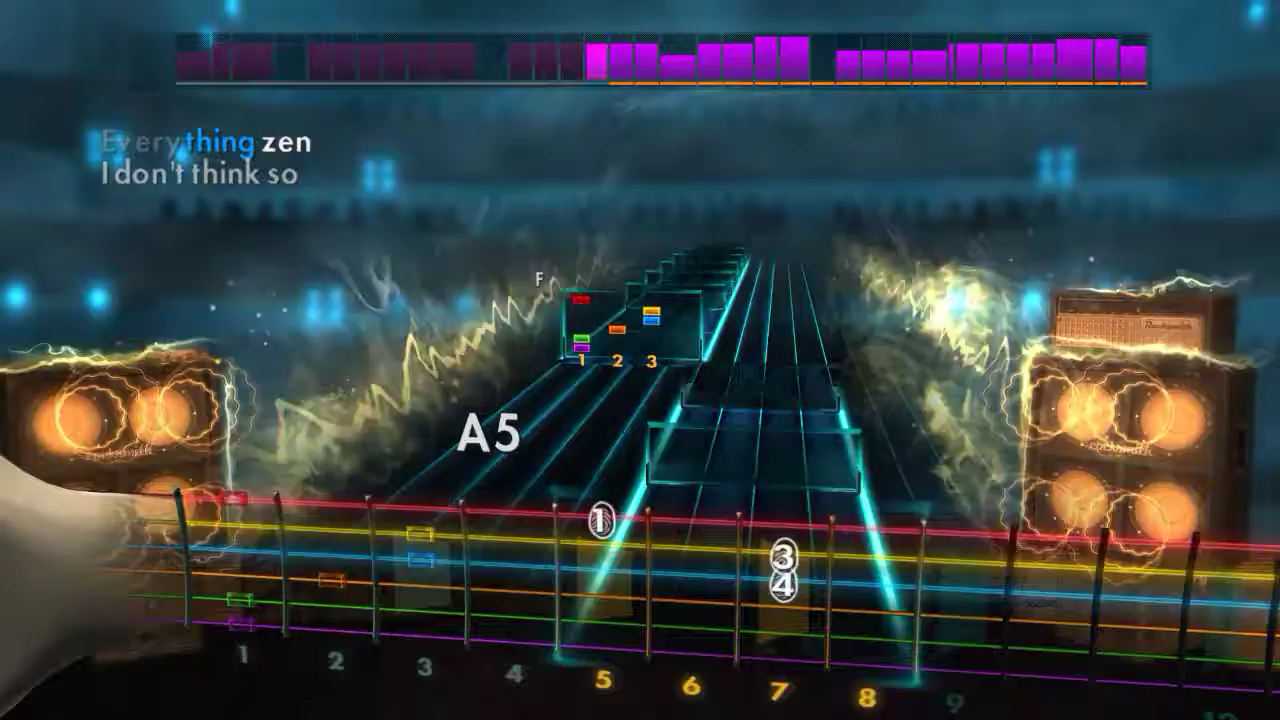 Everything zen
I don't think so
F
1 2 3
A5
1
3
4
1 2 3 4 5 6 7 8 9